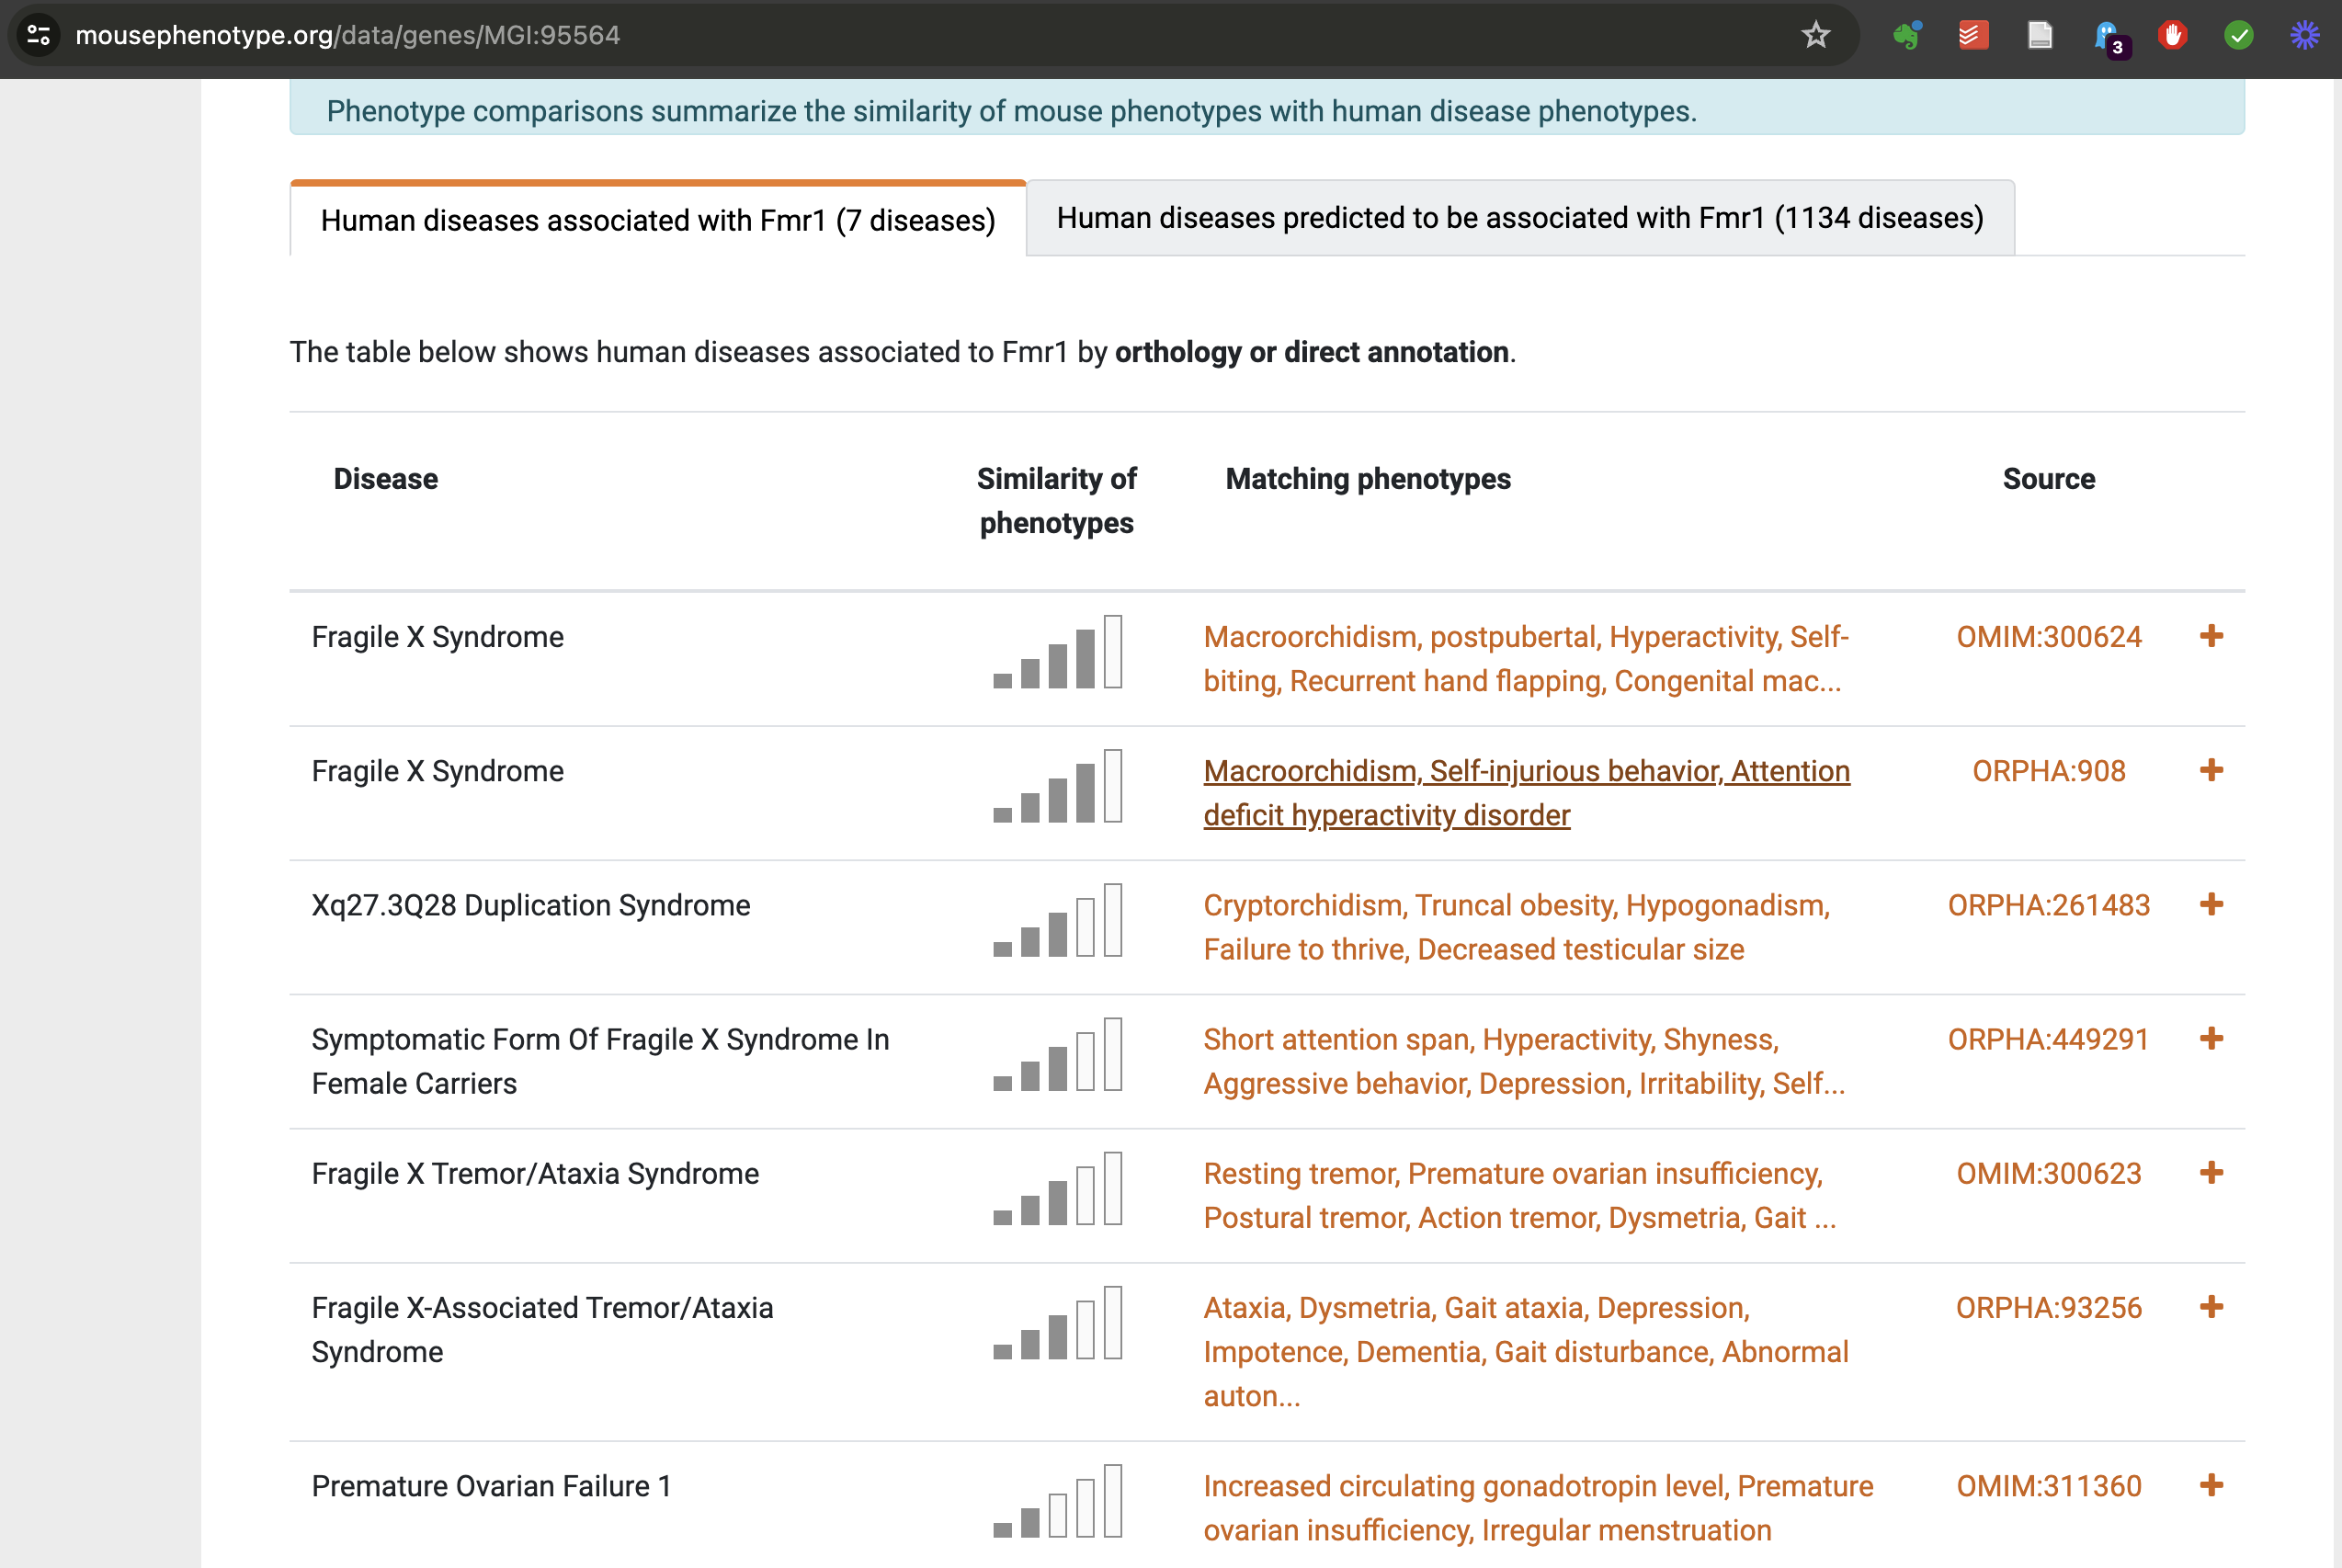 mousephenotype.org/data/genes/MGI:95564
3
Phenotype comparisons summarize the similarity of mouse phenotypes with human disease phenotypes.
Human diseases associated with Fmr1 (7 diseases)
Human diseases predicted to be associated with Fmr1 (1134 diseases)
The table below shows human diseases associated to Fmr1 by orthology or direct annotation.
Disease
Similarity of
phenotypes
Matching phenotypes
Source
Fragile X Syndrome
Macroorchidism, postpubertal, Hyperactivity, Self-
biting, Recurrent hand flapping, Congenital mac...
OMIM:300624
+
Fragile X Syndrome
Macroorchidism, Self-injurious behavior, Attention
deficit hyperactivity disorder
ORPHA:908
+
Xq27.3Q28 Duplication Syndrome
Cryptorchidism, Truncal obesity, Hypogonadism,
Failure to thrive, Decreased testicular size
ORPHA:261483
+
Symptomatic Form Of Fragile X Syndrome In
Female Carriers
Short attention span, Hyperactivity, Shyness,
Aggressive behavior, Depression, Irritability, Self...
ORPHA:449291
+
Fragile X Tremor/Ataxia Syndrome
Resting tremor, Premature ovarian insufficiency,
Postural tremor, Action tremor, Dysmetria, Gait ...
OMIM:300623
+
Fragile X-Associated Tremor/Ataxia
Syndrome
Ataxia, Dysmetria, Gait ataxia, Depression,
Impotence, Dementia, Gait disturbance, Abnormal
auton...
ORPHA:93256
+
Premature Ovarian Failure 1
Increased circulating gonadotropin level, Premature
ovarian insufficiency, Irregular menstruation
OMIM:311360
+